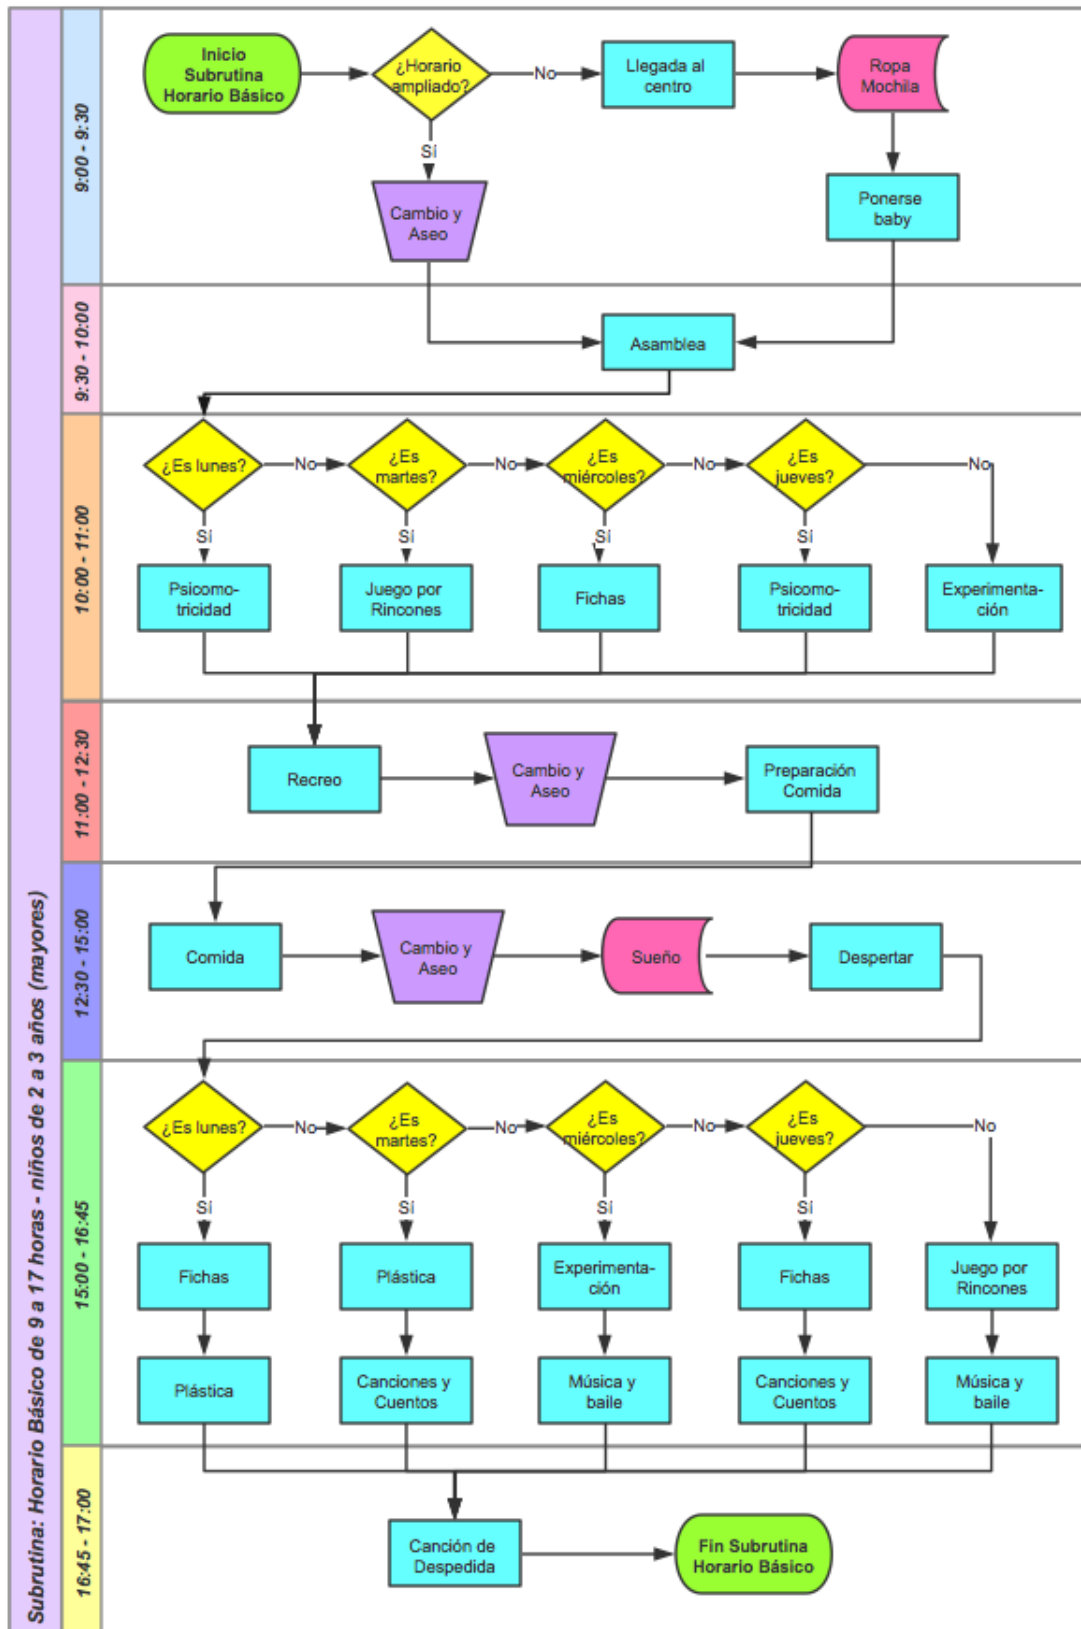 Subrutina: Horario Básico de 9 a 17 horas - niños de 2 a 3 años (mayores)
9:00 - 9:30
Inicio
Subrutina
Horario Básico
¿Horario
ampliado?
No
Llegada al
centro
Ropa
Mochila
Sí
Cambio y
Aseo
Ponerse
baby
9:30 - 10:00
Asamblea
10:00 - 11:00
¿Es lunes?
No
¿Es
martes?
No
¿Es
miércoles?
No
¿Es
jueves?
No
Sí
Sí
Sí
Sí
Psicomo-
tricidad
Juego por
Rincones
Fichas
Psicomo-
tricidad
Experimenta-
ción
11:00 - 12:30
Recreo
Cambio y
Aseo
Preparación
Comida
12:30 - 15:00
Comida
Cambio y
Aseo
Sueño
Despertar
15:00 - 16:45
¿Es lunes?
No
¿Es
martes?
No
¿Es
miércoles?
No
¿Es
jueves?
No
Sí
Sí
Sí
Sí
Fichas
Plástica
Experimenta-
ción
Fichas
Juego por
Rincones
Plástica
Canciones y
Cuentos
Música y
baile
Canciones y
Cuentos
Música y
baile
16:45 - 17:00
Canción de
Despedida
Fin Subrutina
Horario Básico